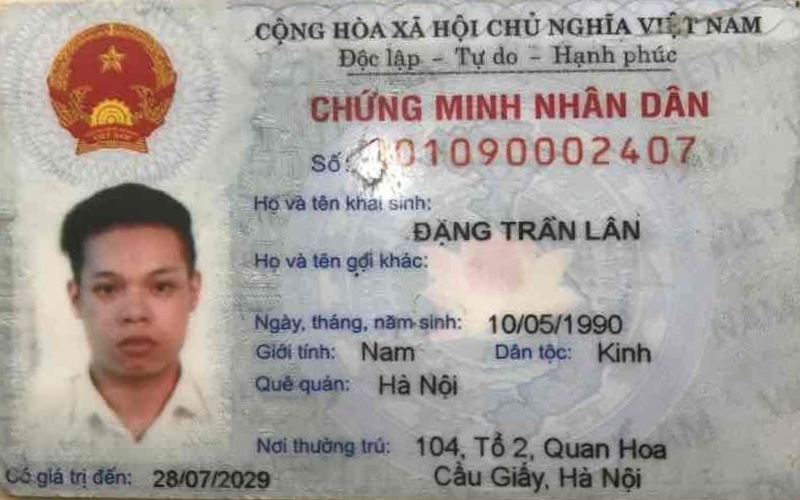 CỘNG HÒA XÃ HỘI CHỦ NGHĨA VIỆT NAM
Độc lập - Tự do - Hạnh phúc
CHỨNG MINH NHÂN DÂN
Số: 01090002407
Họ và tên khai sinh:
ĐẶNG TRẦN LÂN
Họ và tên gọi khác:
Ngày, tháng, năm sinh: 10/05/1990
Giới tính: Nam Dân tộc: Kinh
Quê quán: Hà Nội
Nơi thường trú: 104, Tổ 2, Quan Hoa
Cầu Giấy, Hà Nội
Có giá trị đến: 28/07/2029